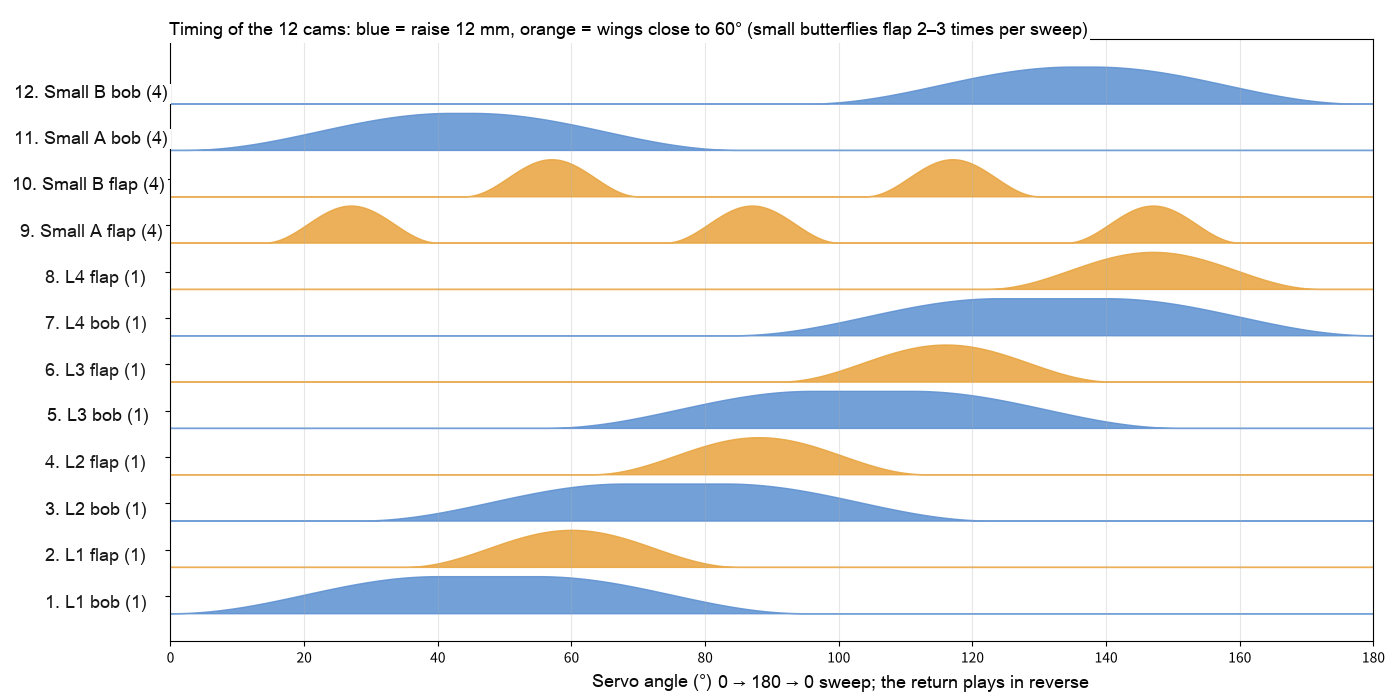 Timing of the 12 cams: blue = raise 12 mm, orange = wings close to 60° (small butterflies flap 2–3 times per sweep)
12. Small B bob (4)
11. Small A bob (4)
10. Small B flap (4)
9. Small A flap (4)
8. L4 flap (1)
7. L4 bob (1)
6. L3 flap (1)
5. L3 bob (1)
4. L2 flap (1)
3. L2 bob (1)
2. L1 flap (1)
1. L1 bob (1)
0 20 40 60 80 100 120 140 160 180
Servo angle (°) 0 → 180 → 0 sweep; the return plays in reverse